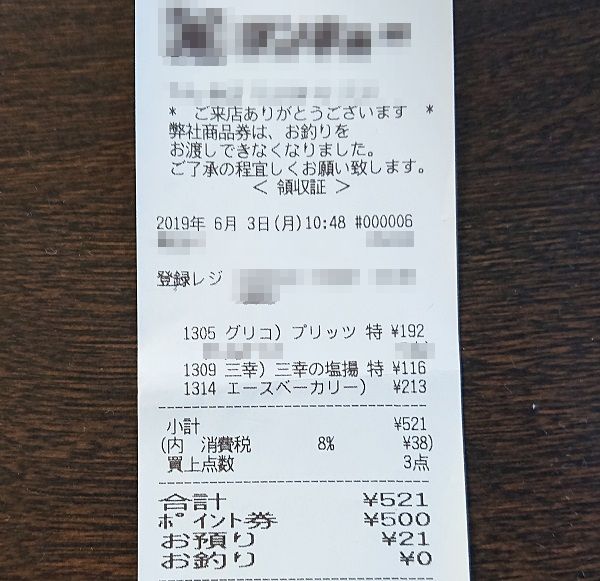 * ご来店ありがとうございます *
弊社商品券は、お釣りを
お渡しできなくなりました。
ご了承の程宜しくお願い致します。
< 領収証 >
2019年 6月 3日(月)10:48 #000006
登録レジ
1305 グリコ) プリッツ 特 ¥192
1309 三幸) 三幸の塩揚 特 ¥116
1314 エースベーカリー) ¥213
小計 ¥521
(内 消費税 8% ¥38)
買上点数 3点
合計 ¥521
ポイント券 ¥500
お預り ¥21
お釣り ¥0